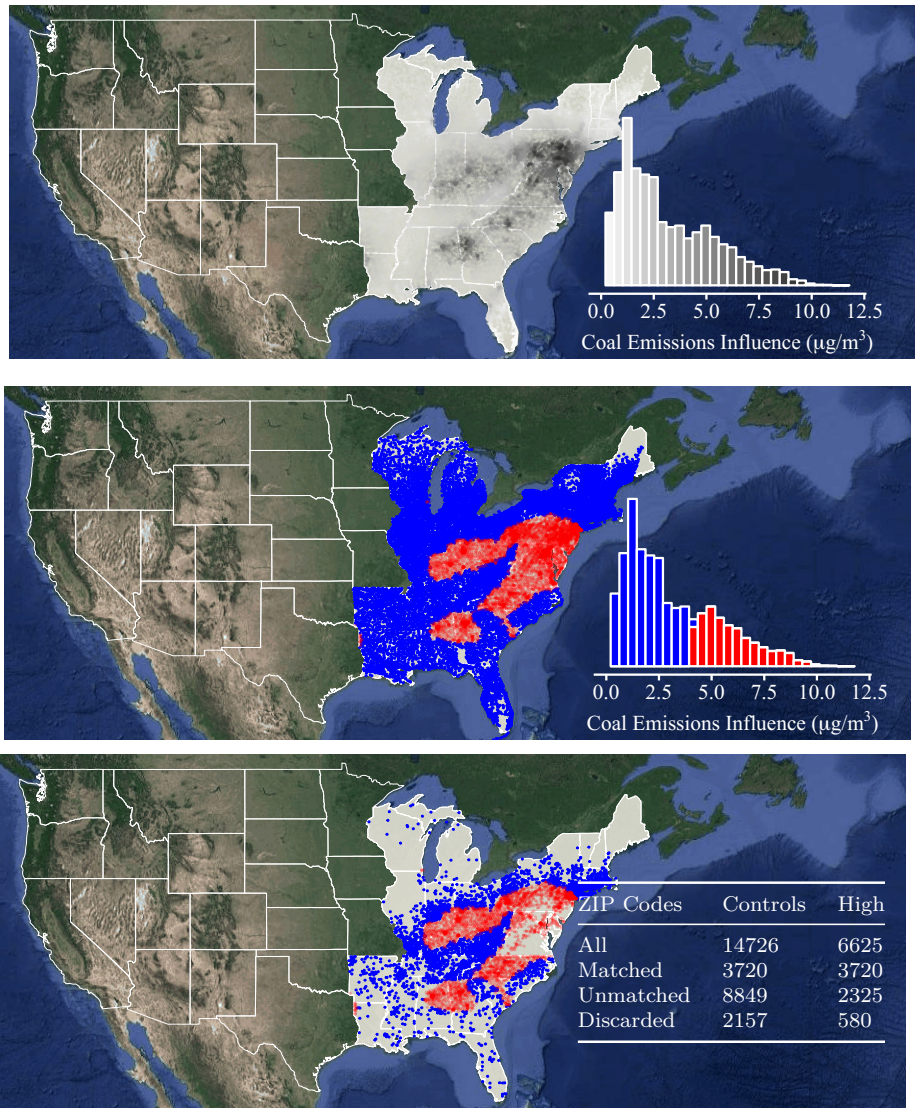 0.0 2.5 5.0 7.5 10.0 12.5
Coal Emissions Influence (μg/m³)
0.0 2.5 5.0 7.5 10.0 12.5
Coal Emissions Influence (μg/m³)
ZIP Codes Controls High
All 14726 6625
Matched 3720 3720
Unmatched 8849 2325
Discarded 2157 580